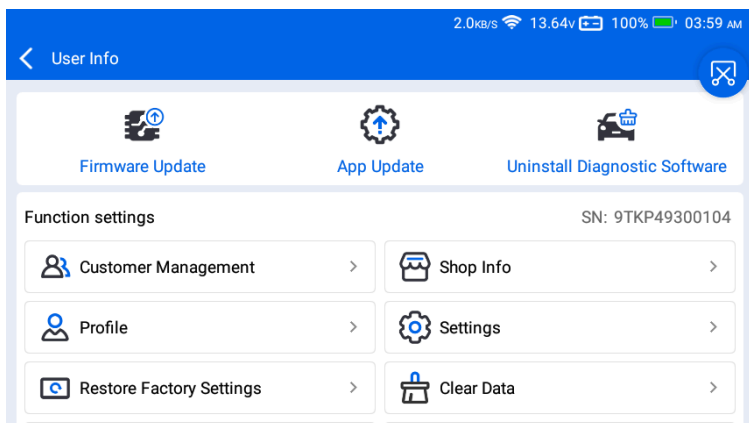 2.0KB/S 13.64V 100% 03:59 AM
User Info
Firmware Update App Update Uninstall Diagnostic Software
Function settings SN: 9TKP49300104
Customer Management Shop Info
Profile Settings
Restore Factory Settings Clear Data